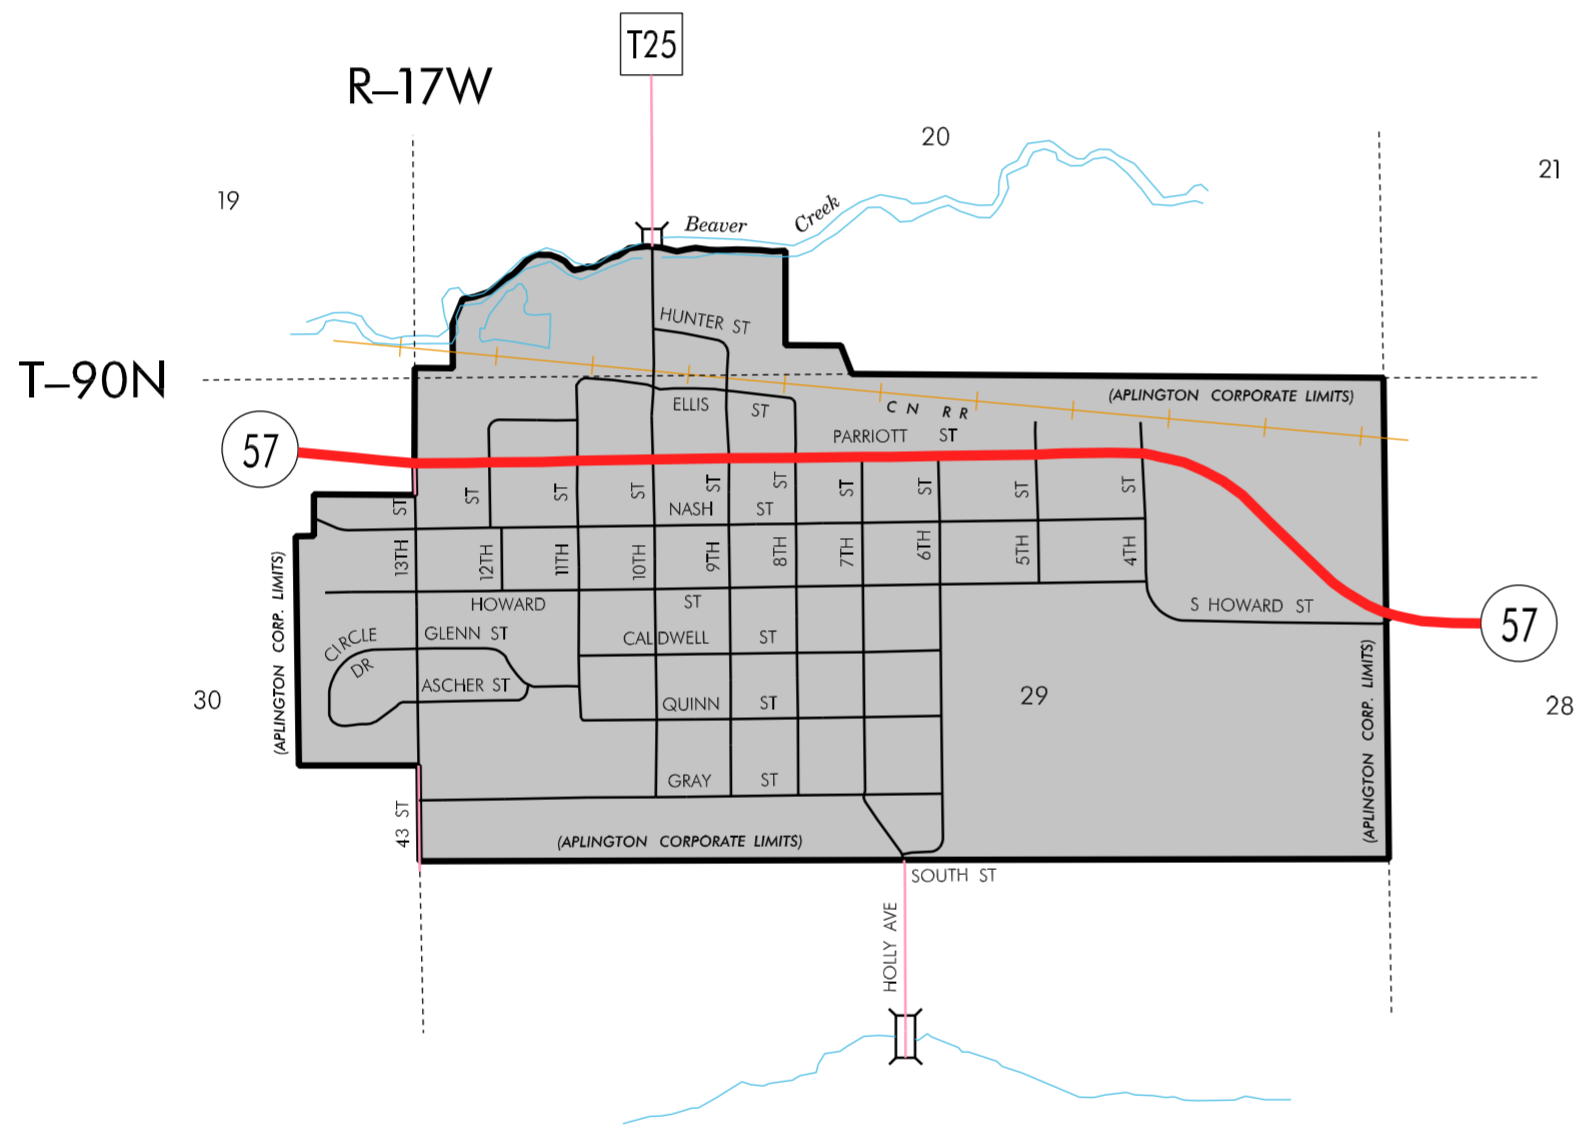 T25
R–17W
20
21
19
Beaver Creek
HUNTER ST
T–90N
(APLINGTON CORPORATE LIMITS)
ELLIS ST
CN RR
PARRIOTT ST
57
NASH ST
13TH ST
12TH ST
11TH ST
10TH ST
9TH ST
8TH ST
7TH ST
6TH ST
5TH ST
4TH ST
HOWARD ST
S HOWARD ST
57
(APLINGTON CORP. LIMITS)
CIRCLE DR
GLENN ST
CALDWELL ST
ASCHER ST
30
QUINN ST
29
28
GRAY ST
43 ST
(APLINGTON CORPORATE LIMITS)
(APLINGTON CORP. LIMITS)
SOUTH ST
HOLLY AVE